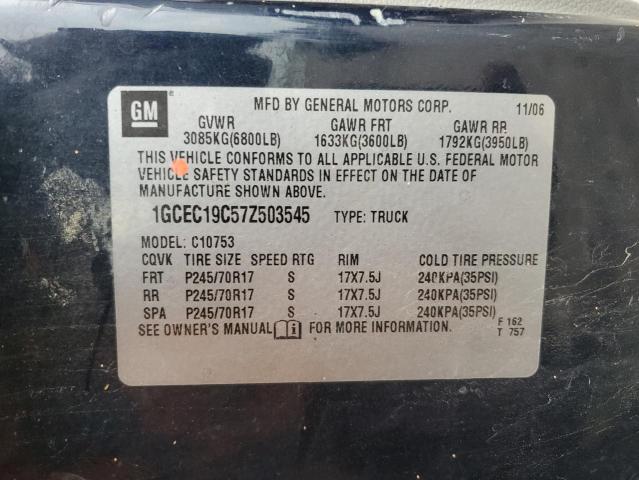 GM ®
MFD BY GENERAL MOTORS CORP. 11/06
GVWR GAWR FRT GAWR RR
3085KG(6800LB) 1633KG(3600LB) 1792KG(3950LB)
THIS VEHICLE CONFORMS TO ALL APPLICABLE U.S. FEDERAL MOTOR
VEHICLE SAFETY STANDARDS IN EFFECT ON THE DATE OF
MANUFACTURE SHOWN ABOVE.
1GCEC19C57Z503545 TYPE: TRUCK
MODEL: C10753
CQVK TIRE SIZE SPEED RTG RIM COLD TIRE PRESSURE
FRT P245/70R17 S 17X7.5J 240KPA(35PSI)
RR P245/70R17 S 17X7.5J 240KPA(35PSI)
SPA P245/70R17 S 17X7.5J 240KPA(35PSI)
SEE OWNER'S MANUAL FOR MORE INFORMATION.
F 162
T 757